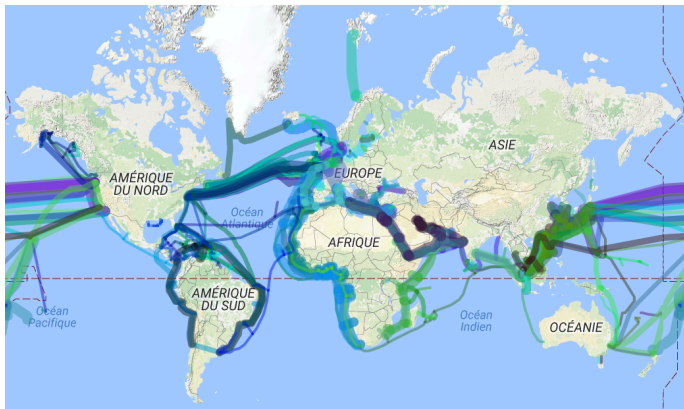 ASIE
AMÉRIQUE
DU NORD
EUROPE
Océan
Atlantique
AFRIQUE
AMÉRIQUE
DU SUD
Océan
Pacifique
Océan
Indien
OCÉANIE